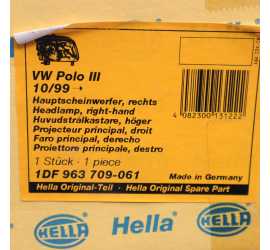 VW Polo III
10/99→
Hauptscheinwerfer, rechts
Headlamp, right-hand
Huvudstrålkastare, höger
Projecteur principal, droit
Faro principal, derecho
Proiettore principale, destro
4 082300 131222
1 Stück · 1 piece
Made in Germany
1DF 963 709-061
Hella Original-Teil · Hella Original Spare Part
HELLA
Hella
HELLA